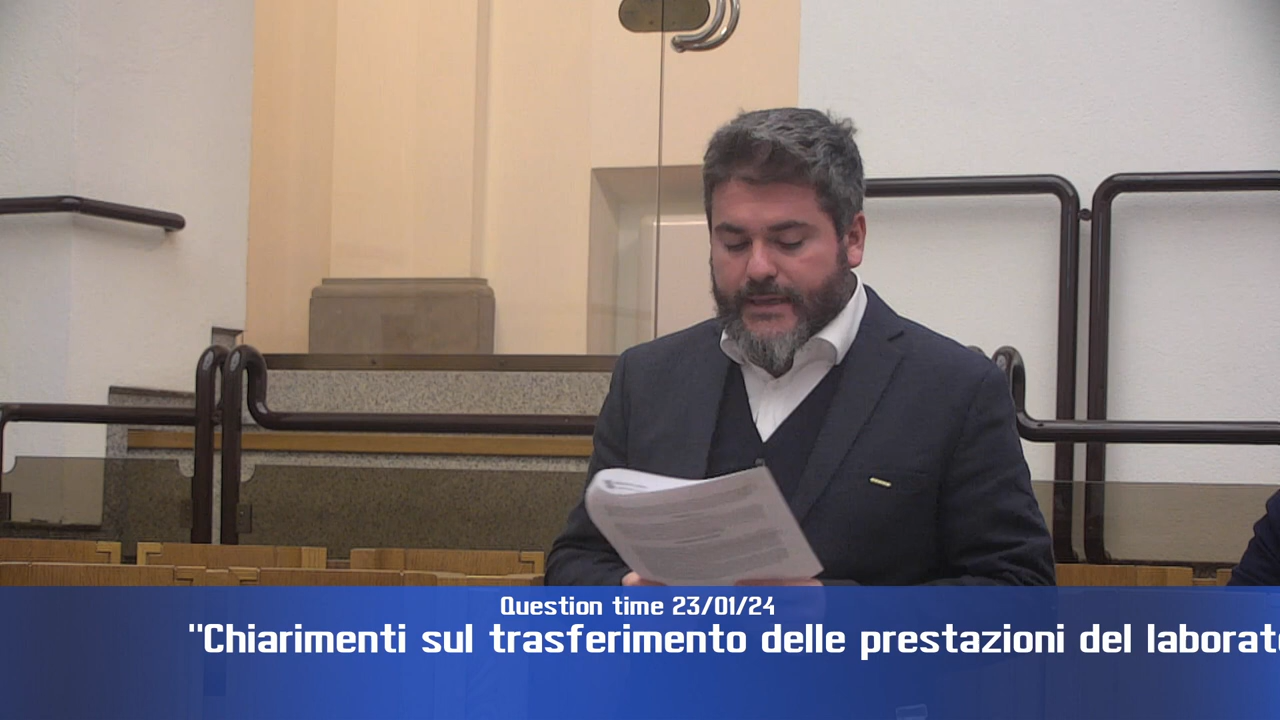 Question time 23/01/24
"Chiarimenti sul trasferimento delle prestazioni del laborat